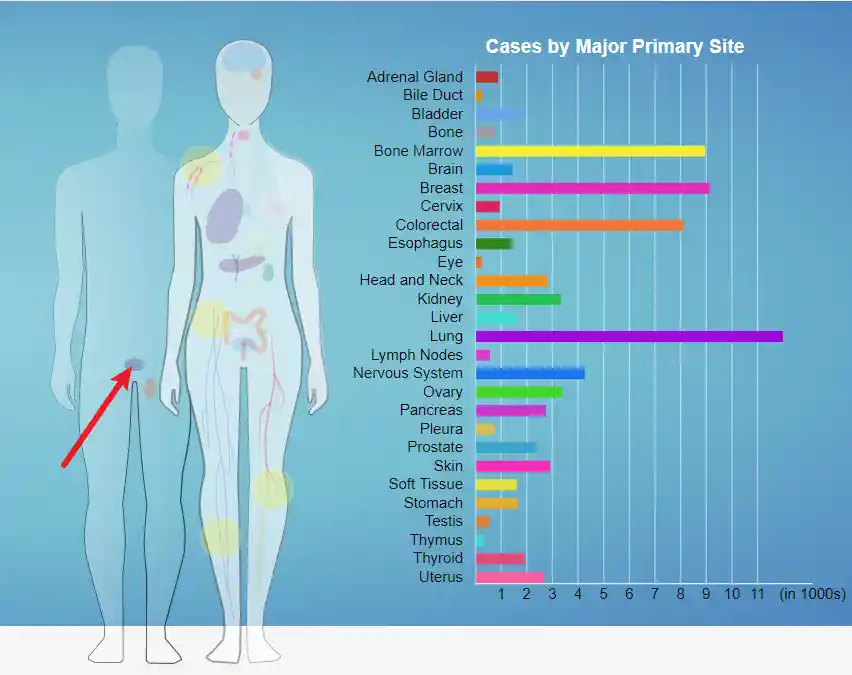 Cases by Major Primary Site
Adrenal Gland
Bile Duct
Bladder
Bone
Bone Marrow
Brain
Breast
Cervix
Colorectal
Esophagus
Eye
Head and Neck
Kidney
Liver
Lung
Lymph Nodes
Nervous System
Ovary
Pancreas
Pleura
Prostate
Skin
Soft Tissue
Stomach
Testis
Thymus
Thyroid
Uterus
1 2 3 4 5 6 7 8 9 10 11 (in 1000s)